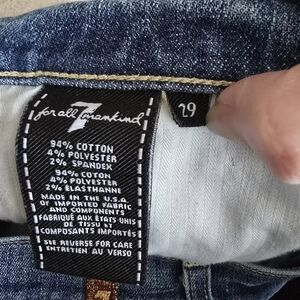 for all 7 mankind
29
94% COTTON
4% POLYESTER
2% SPANDEX
94% COTON
4% POLYESTER
2% ÉLASTHANNE
MADE IN THE U.S.A
OF IMPORTED FABRIC
AND COMPONENTS
FABRIQUÉ AUX ÉTATS-UNIS
DE TISSU ET
COMPOSANTS IMPORTÉS
SEE REVERSE FOR CARE
ENTRETIEN AU VERSO